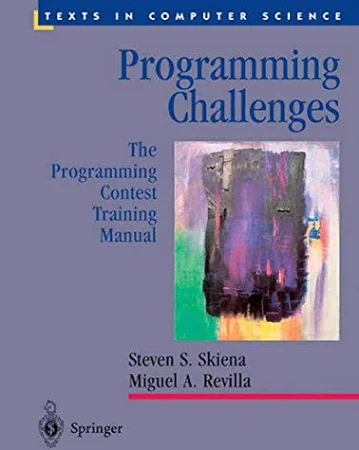 TEXTS IN COMPUTER SCIENCE
Programming
Challenges
The
Programming
Contest
Training
Manual
Steven S. Skiena
Miguel A. Revilla
Springer